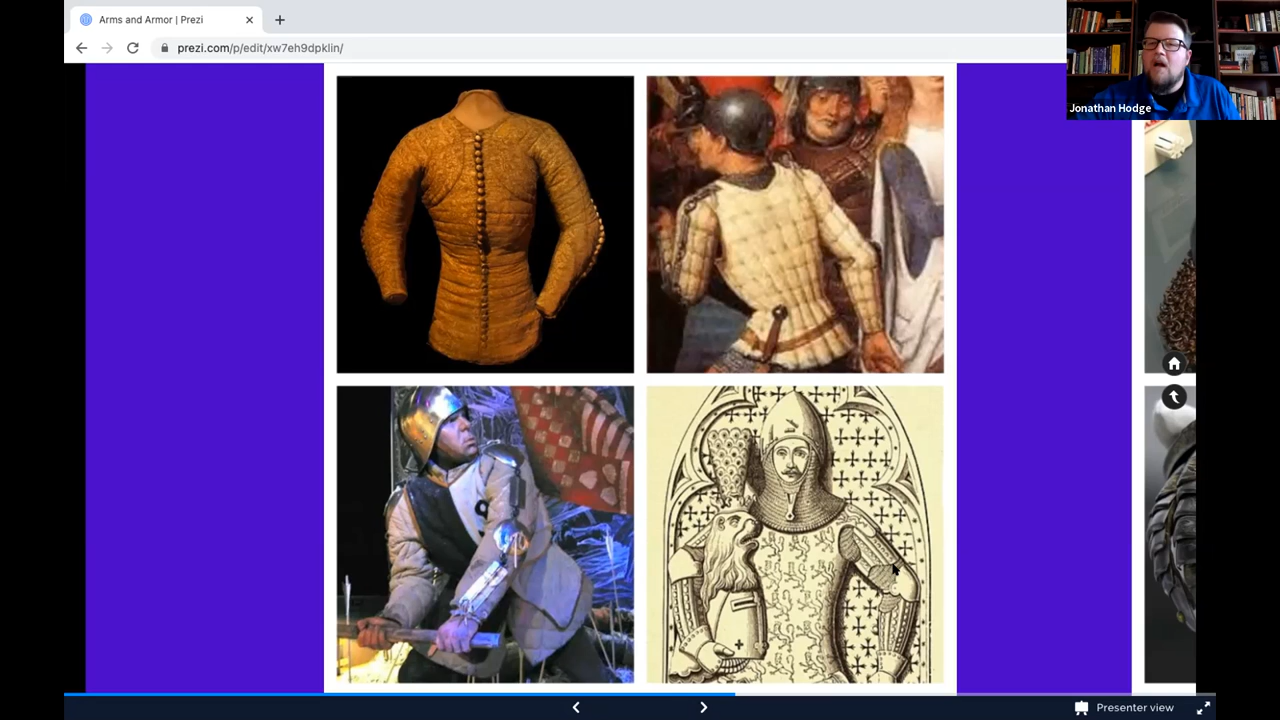 Arms and Armor | Prezi
prezi.com/p/edit/xw7eh9dpklin/
Jonathan Hodge
Presenter view